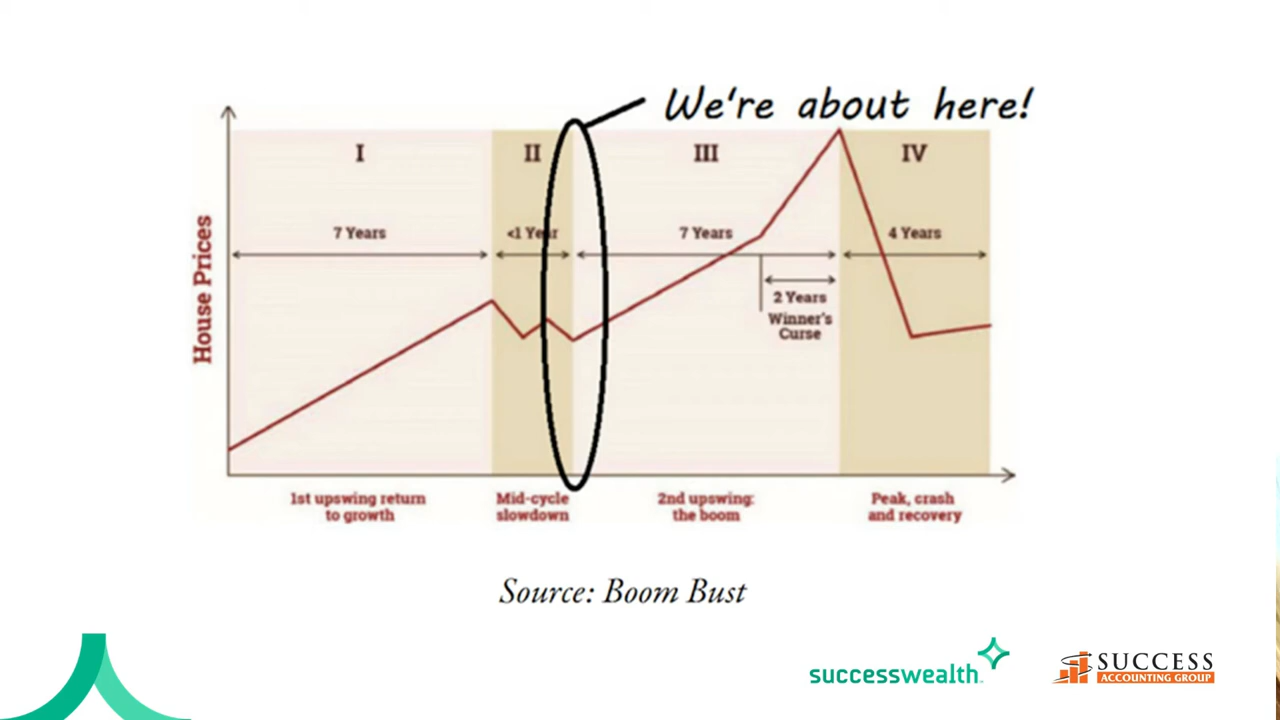 We're about here!
I
II
III
IV
7 Years
<1 Year
7 Years
4 Years
2 Years
Winner's
Curse
House Prices
1st upswing return
to growth
Mid-cycle
slowdown
2nd upswing:
the boom
Peak, crash
and recovery
Source: Boom Bust
successwealth
SUCCESS
ACCOUNTING GROUP